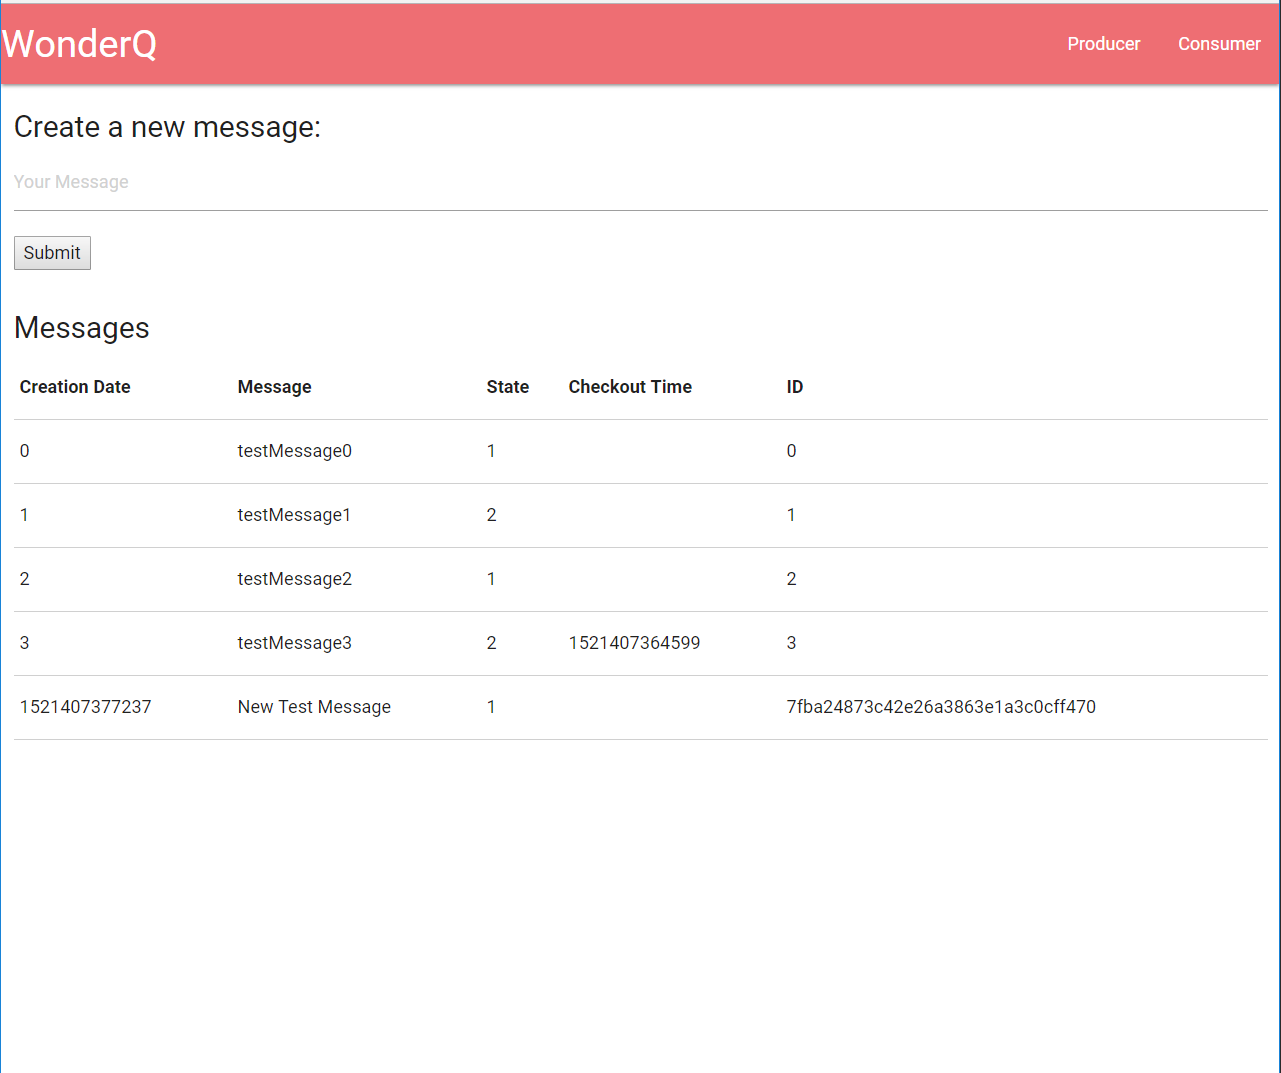 WonderQ Producer Consumer
Create a new message:
Your Message
Submit
Messages
Creation Date Message State Checkout Time ID
0 testMessage0 1 0
1 testMessage1 2 1
2 testMessage2 1 2
3 testMessage3 2 1521407364599 3
1521407377237 New Test Message 1 7fba24873c42e26a3863e1a3c0cff470